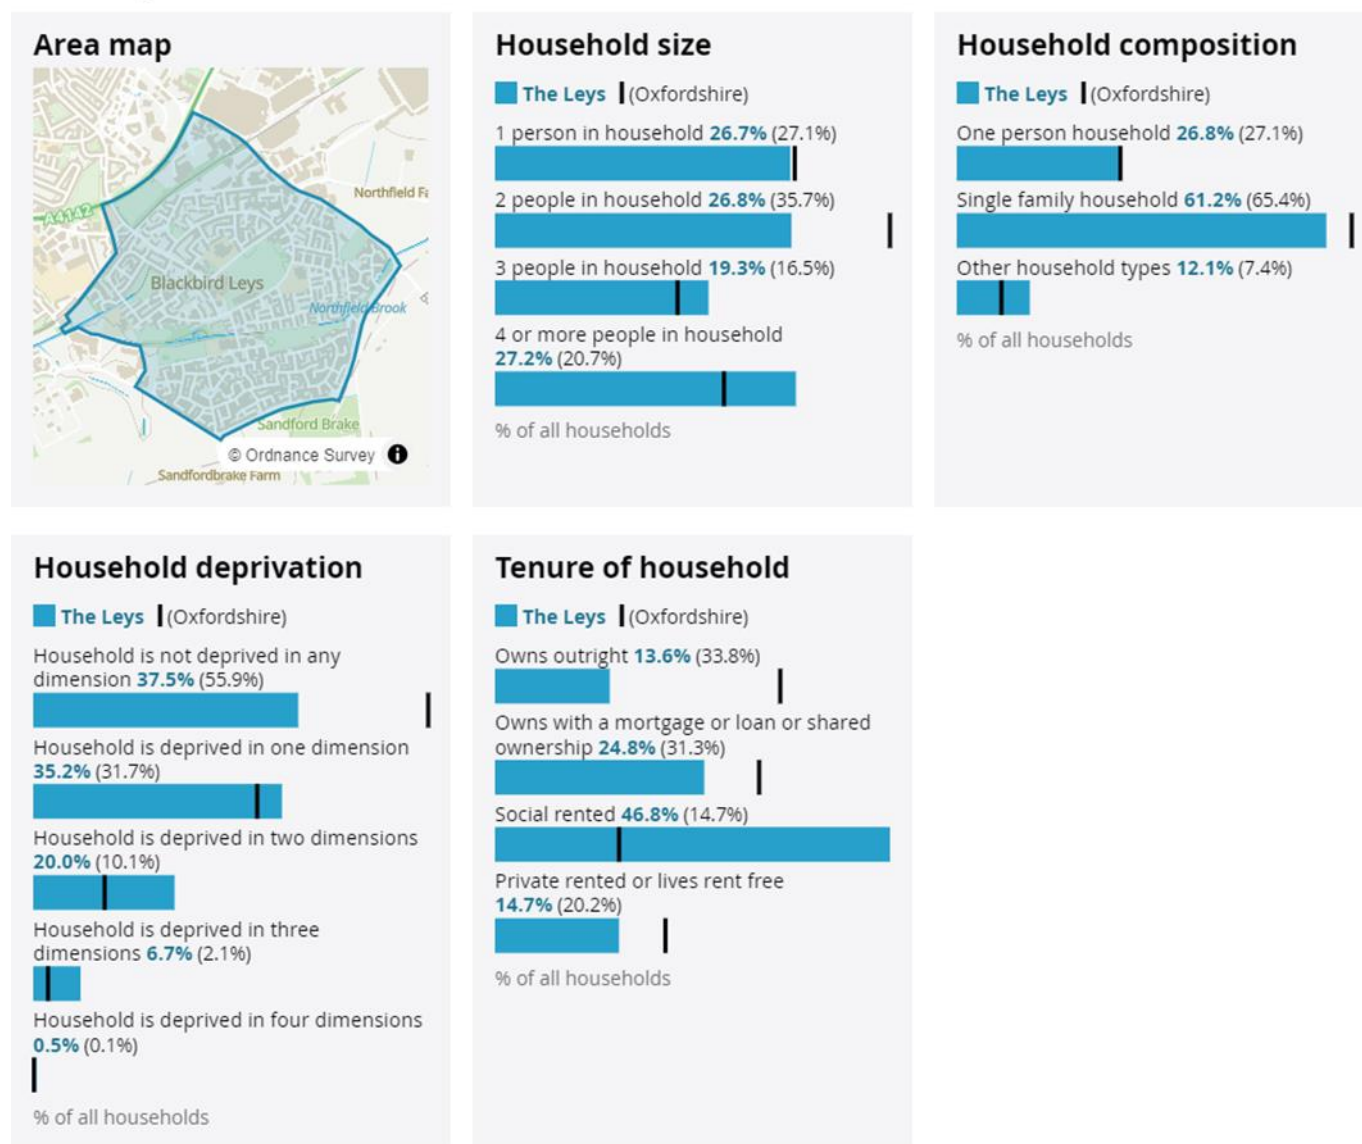 Area map
A4142
Northfield Fa
Blackbird Leys
Northfield Brook
Sandford Brake
© Ordnance Survey
Sandfordbrake Farm
Household size
The Leys (Oxfordshire)
1 person in household 26.7% (27.1%)
2 people in household 26.8% (35.7%)
3 people in household 19.3% (16.5%)
4 or more people in household
27.2% (20.7%)
% of all households
Household composition
The Leys (Oxfordshire)
One person household 26.8% (27.1%)
Single family household 61.2% (65.4%)
Other household types 12.1% (7.4%)
% of all households
Household deprivation
The Leys (Oxfordshire)
Household is not deprived in any
dimension 37.5% (55.9%)
Household is deprived in one dimension
35.2% (31.7%)
Household is deprived in two dimensions
20.0% (10.1%)
Household is deprived in three
dimensions 6.7% (2.1%)
Household is deprived in four dimensions
0.5% (0.1%)
% of all households
Tenure of household
The Leys (Oxfordshire)
Owns outright 13.6% (33.8%)
Owns with a mortgage or loan or shared
ownership 24.8% (31.3%)
Social rented 46.8% (14.7%)
Private rented or lives rent free
14.7% (20.2%)
% of all households